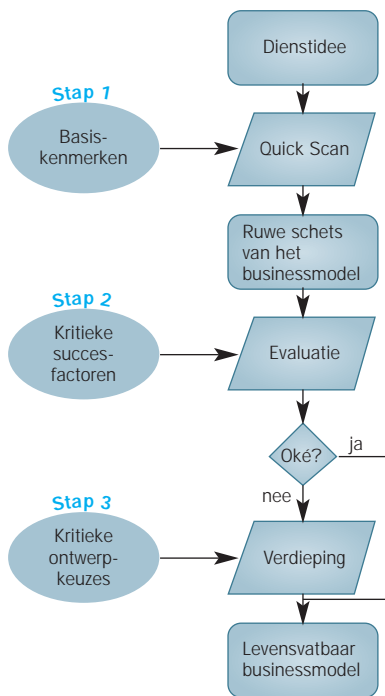 Dienstidee
Stap 1
Basis-
kenmerken
Quick Scan
Ruwe schets
van het
businessmodel
Stap 2
Kritieke
succes-
factoren
Evaluatie
Oké?
ja
nee
Stap 3
Kritieke
ontwerp-
keuzes
Verdieping
Levensvatbaar
businessmodel